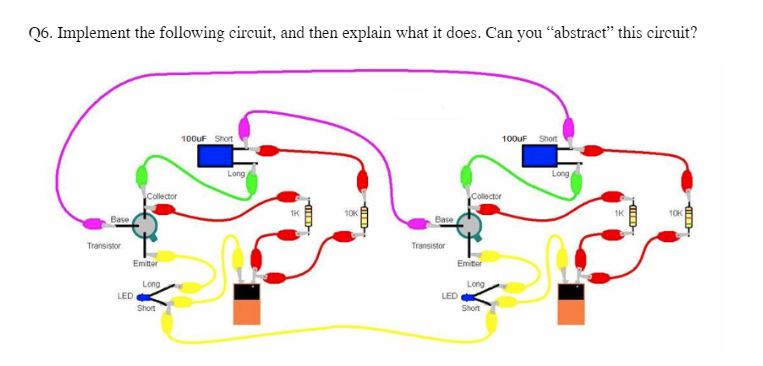 Q6. Implement the following circuit, and then explain what it does. Can you “abstract” this circuit?
100uF Short
Long
Collector
1K
10K
Base
Transistor
Emitter
Long
LED
Short
100uF Short
Long
Collector
1K
10K
Base
Transistor
Emitter
Long
LED
Short